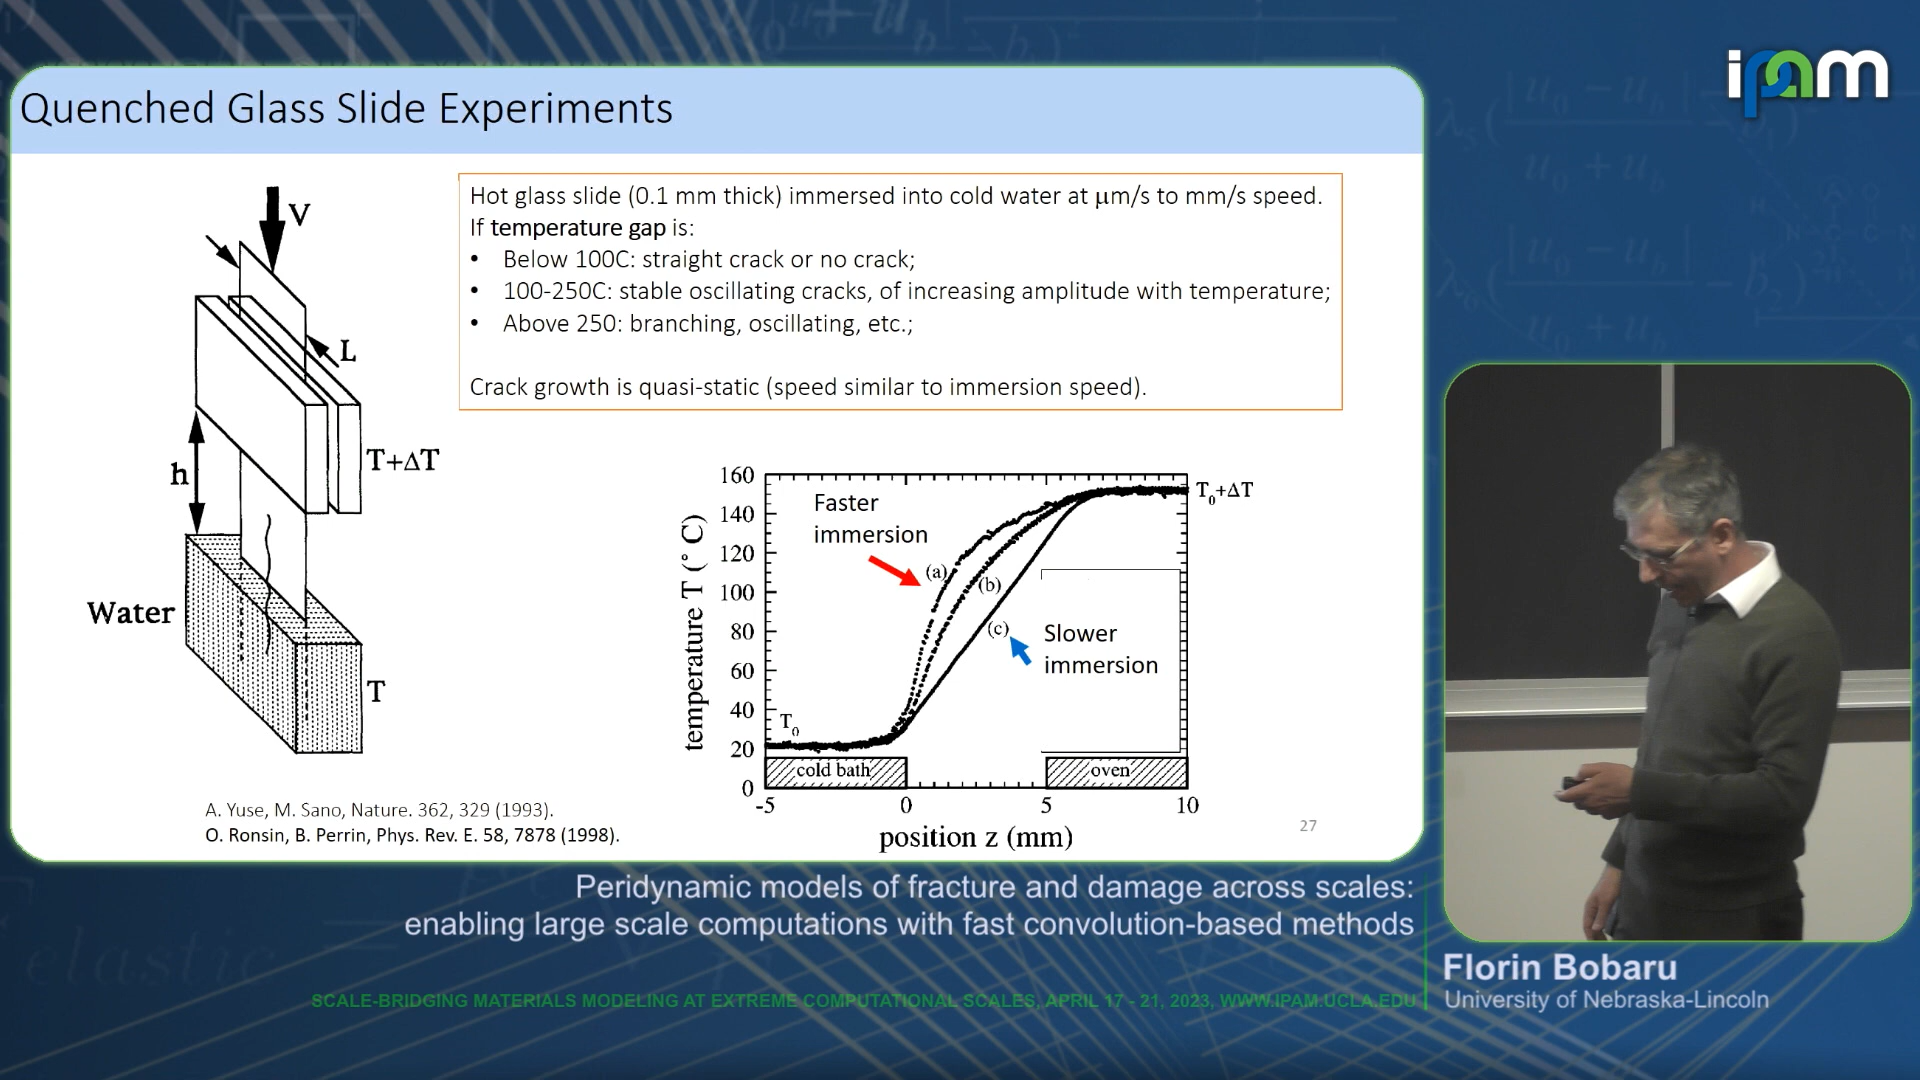 ipam
Quenched Glass Slide Experiments
V
L
h
T+ΔT
Water
T
Hot glass slide (0.1 mm thick) immersed into cold water at μm/s to mm/s speed.
If temperature gap is:
• Below 100C: straight crack or no crack;
• 100-250C: stable oscillating cracks, of increasing amplitude with temperature;
• Above 250: branching, oscillating, etc.;
Crack growth is quasi-static (speed similar to immersion speed).
temperature T (° C)
160
140
120
100
80
60
40
20
0
Faster
immersion
(a)
(b)
(c)
Slower
immersion
T₀+ΔT
T₀
cold bath
oven
-5
0
5
10
position z (mm)
A. Yuse, M. Sano, Nature. 362, 329 (1993).
O. Ronsin, B. Perrin, Phys. Rev. E. 58, 7878 (1998).
27
Peridynamic models of fracture and damage across scales:
enabling large scale computations with fast convolution-based methods
SCALE-BRIDGING MATERIALS MODELING AT EXTREME COMPUTATIONAL SCALES, APRIL 17 - 21, 2023, WWW.IPAM.UCLA.EDU
Florin Bobaru
University of Nebraska-Lincoln
elastic